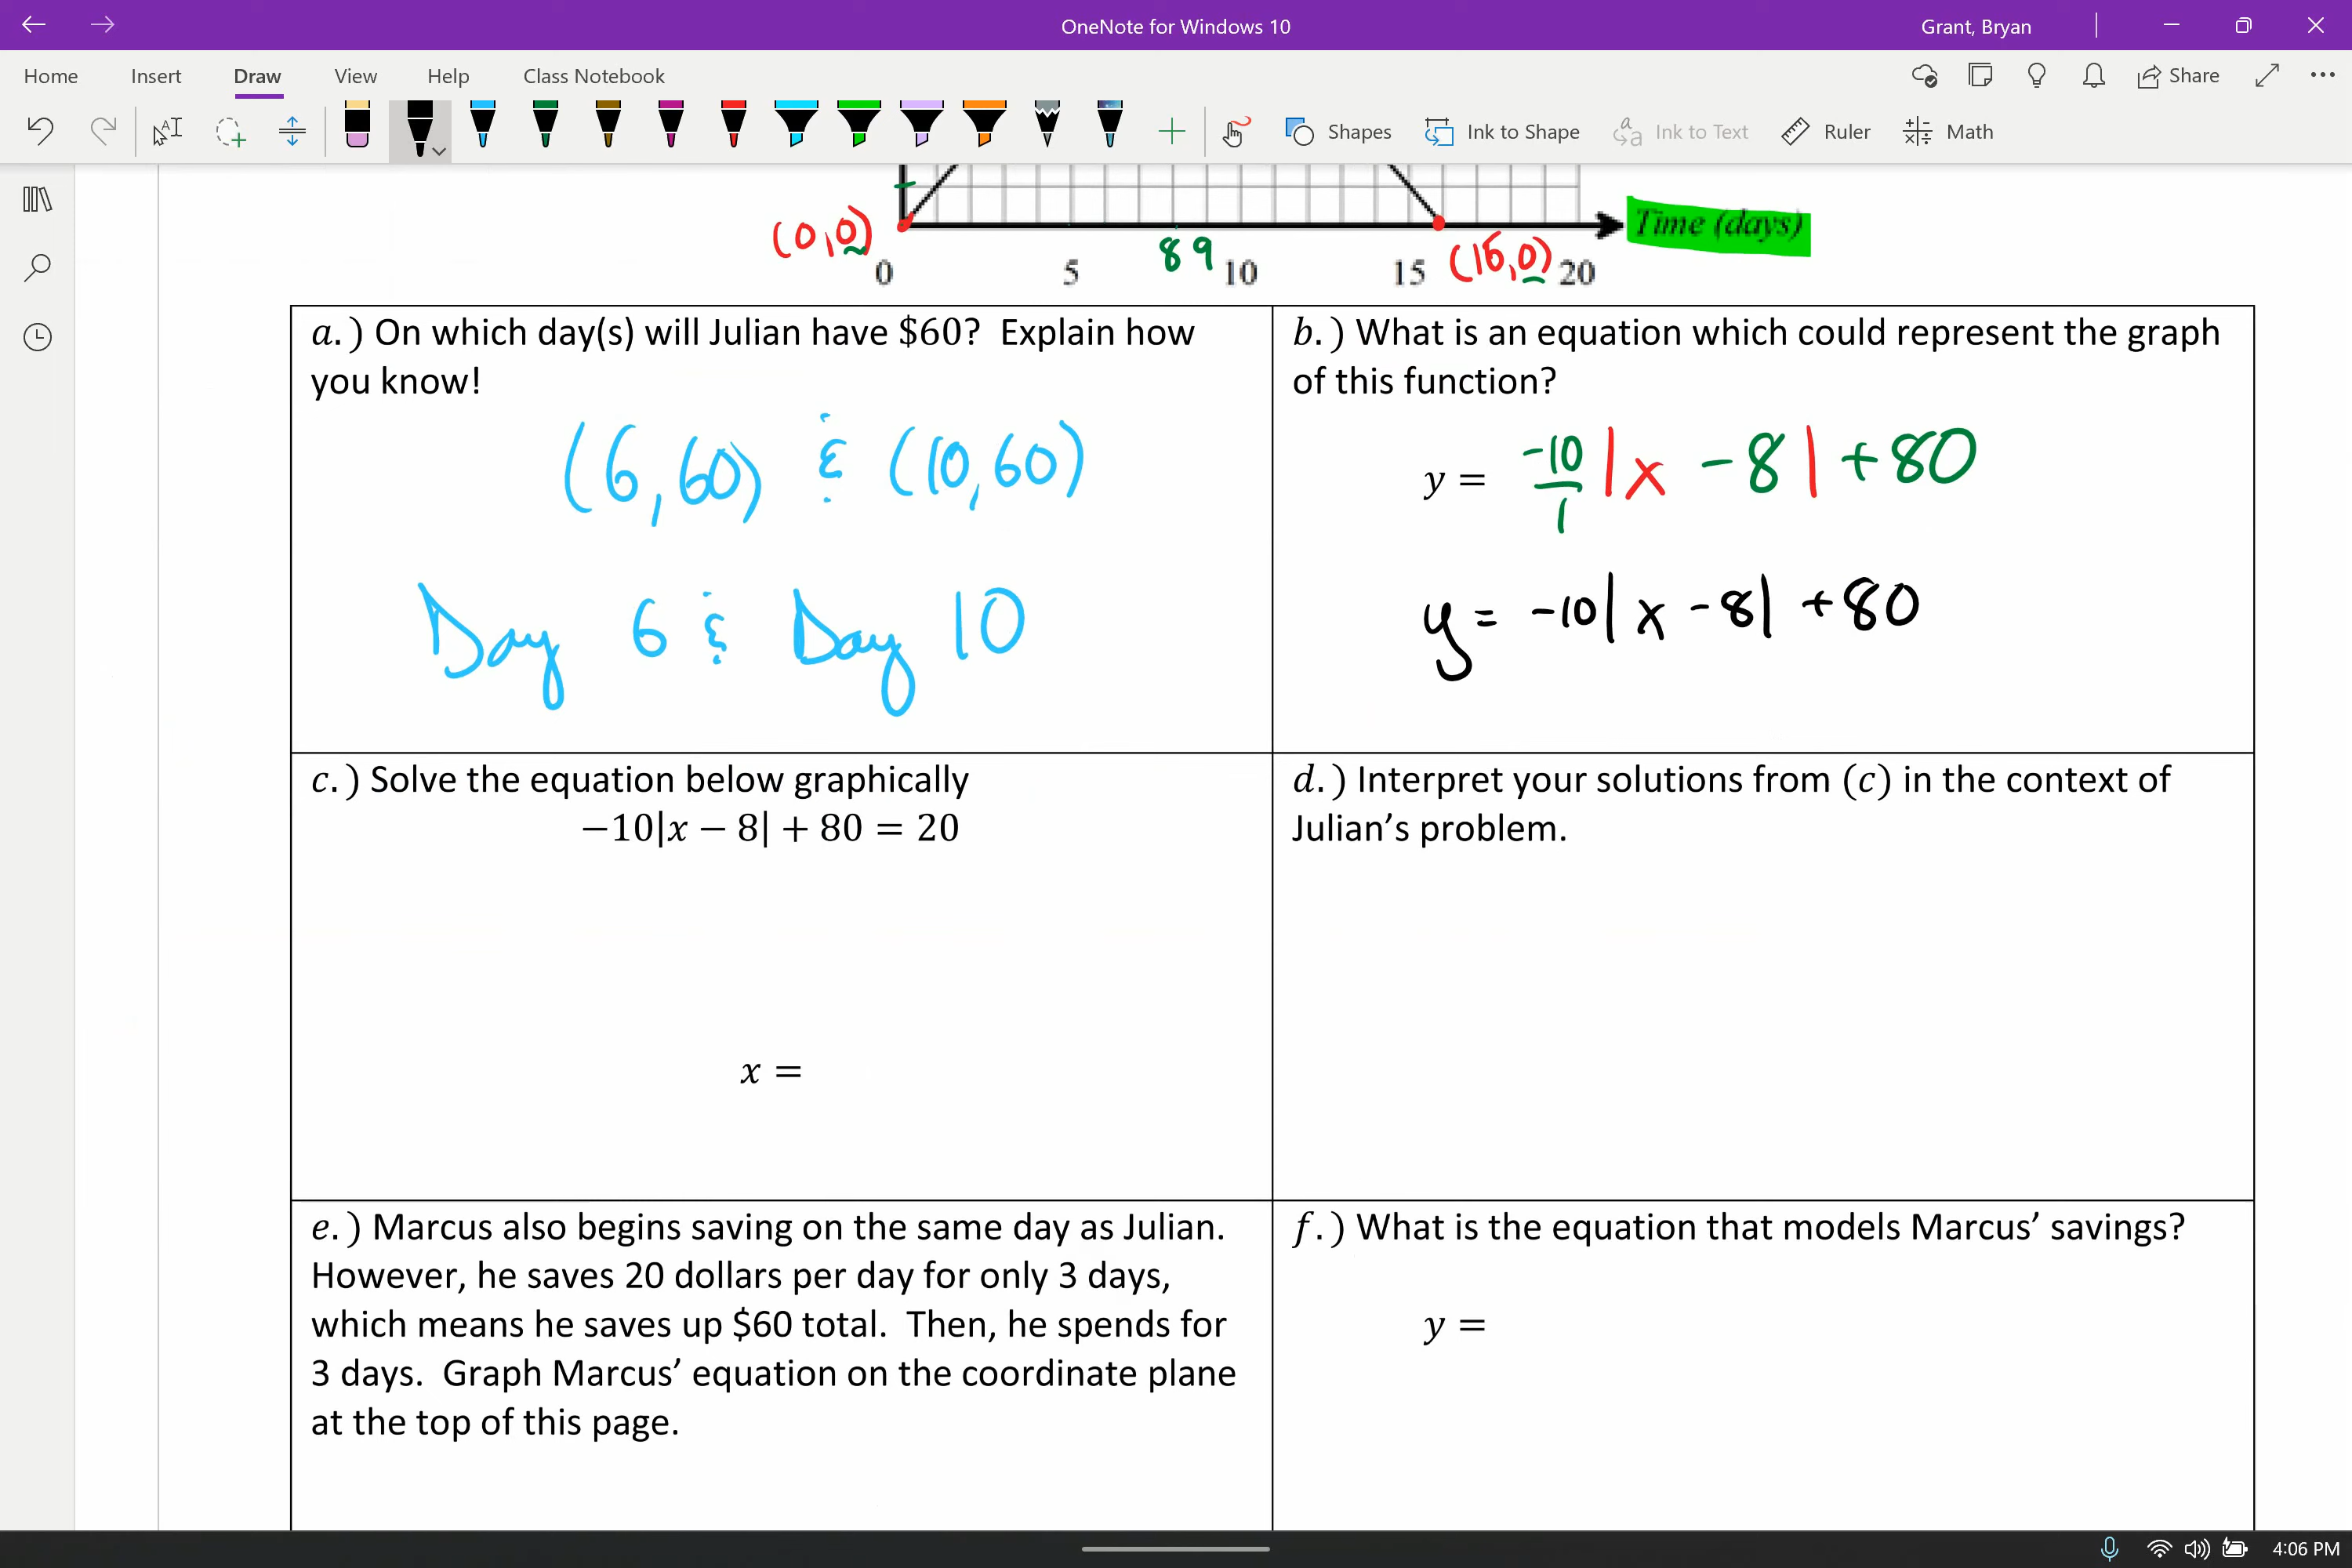 OneNote for Windows 10
Grant, Bryan
Home Insert Draw View Help Class Notebook
Share
Shapes Ink to Shape Ink to Text Ruler Math
Time (days)
(0,0) 8 9 (16,0)
0 5 10 15 20
a.) On which day(s) will Julian have $60? Explain how
you know!
(6,60) & (10,60)
Day 6 & Day 10
b.) What is an equation which could represent the graph
of this function?
y = -10/1 |x -8| +80
y = -10|x -8| +80
c.) Solve the equation below graphically
−10|x − 8| + 80 = 20
x =
d.) Interpret your solutions from (c) in the context of
Julian’s problem.
e.) Marcus also begins saving on the same day as Julian.
However, he saves 20 dollars per day for only 3 days,
which means he saves up $60 total. Then, he spends for
3 days. Graph Marcus’ equation on the coordinate plane
at the top of this page.
f.) What is the equation that models Marcus’ savings?
y =
4:06 PM